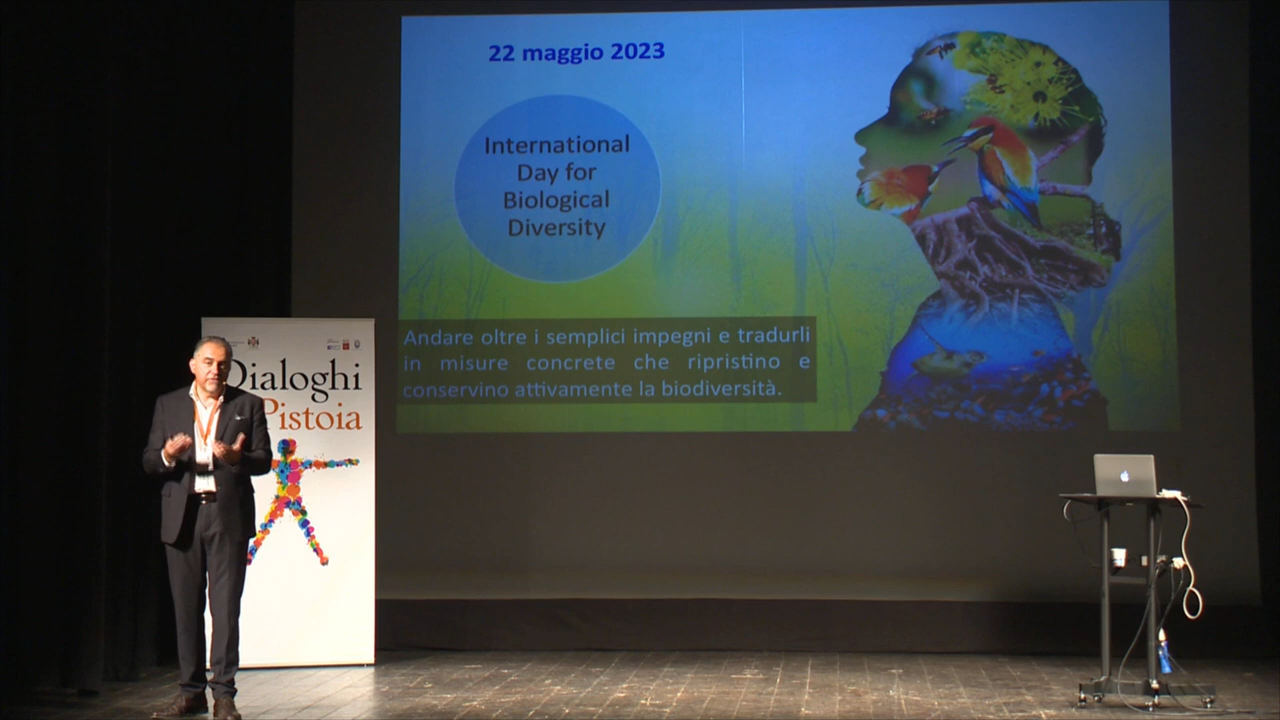 22 maggio 2023
International
Day for
Biological
Diversity
Andare oltre i semplici impegni e tradurli
in misure concrete che ripristino e
conservino attivamente la biodiversità.
Dialoghi
Pistoia